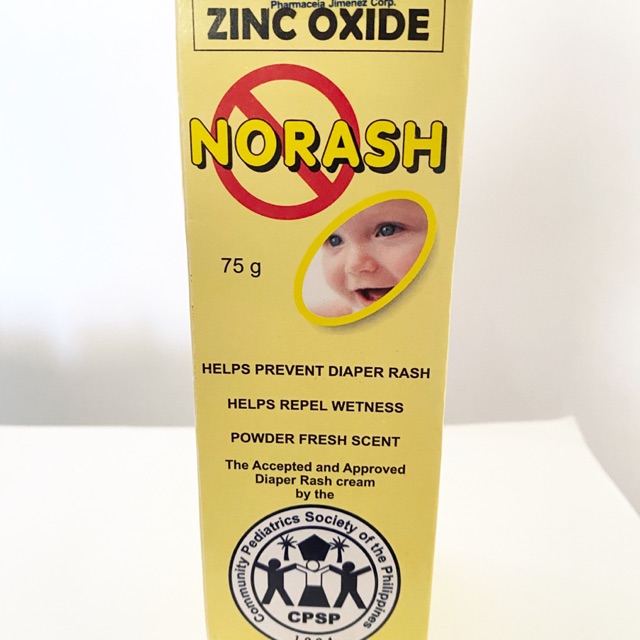 Pharmaceia Jimenez Corp.
ZINC OXIDE
NORASH
75 g
HELPS PREVENT DIAPER RASH
HELPS REPEL WETNESS
POWDER FRESH SCENT
The Accepted and Approved
Diaper Rash cream
by the
Community Pediatrics Society of the Philippines
CPSP